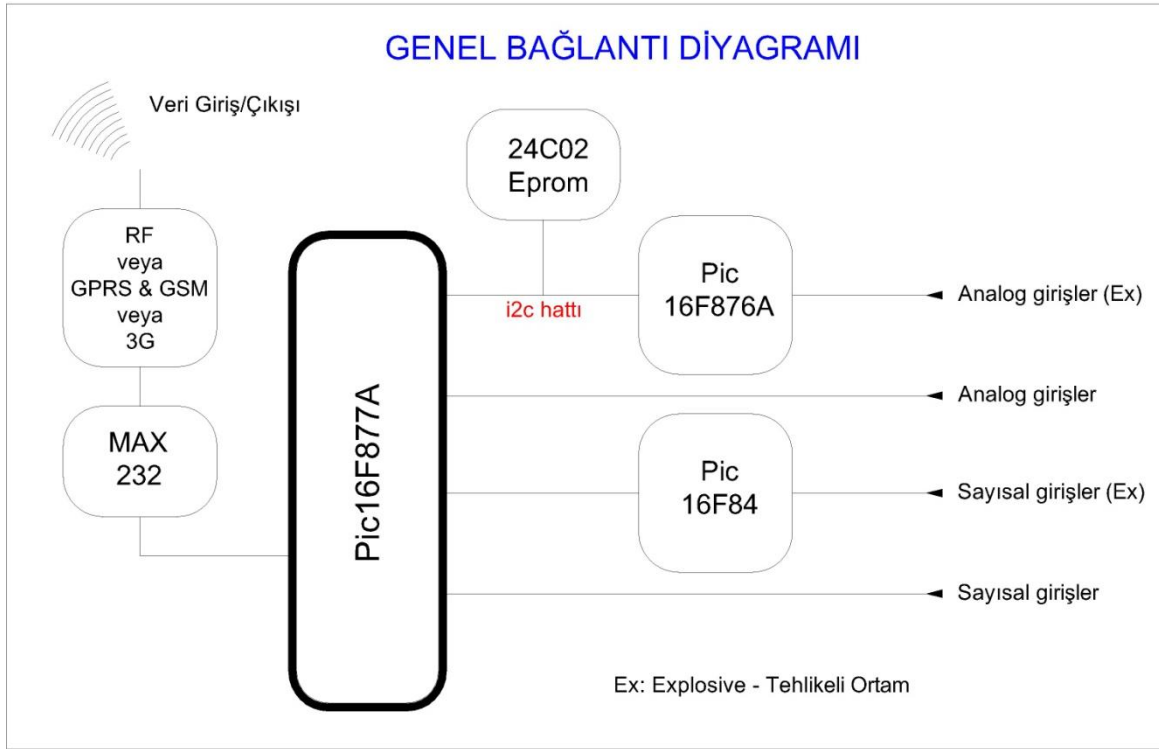 GENEL BAĞLANTI DİYAGRAMI
Veri Giriş/Çıkışı
24C02
Eprom
RF
veya
GPRS & GSM
veya
3G
Pic
16F876A
i2c hattı
Analog girişler (Ex)
Analog girişler
MAX
232
Pic16F877A
Pic
16F84
Sayısal girişler (Ex)
Sayısal girişler
Ex: Explosive - Tehlikeli Ortam